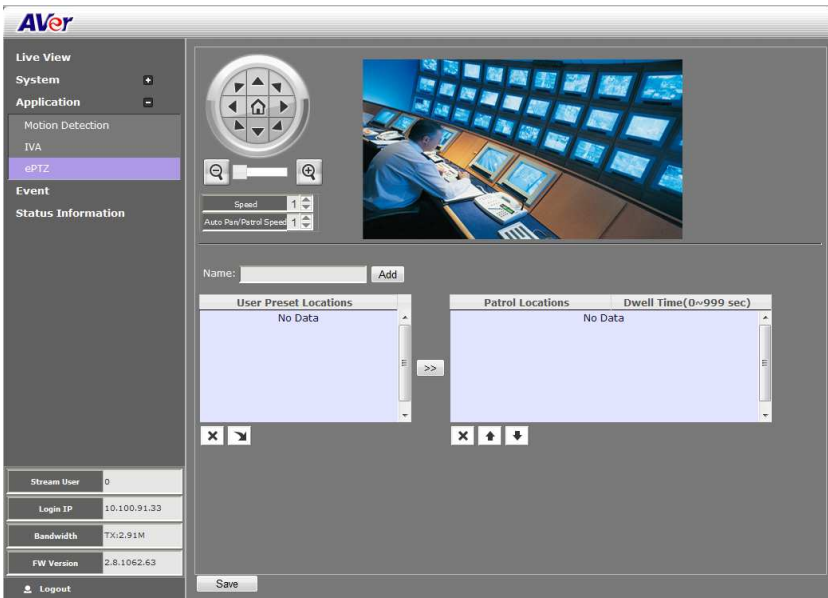 AVer
Live View
System
Application
Motion Detection
IVA
ePTZ
Event
Status Information
Stream User 0
Login IP 10.100.91.33
Bandwidth TX:2.91M
FW Version 2.8.1062.63
Logout
Speed 1
Auto Pan/Patrol Speed 1
Name: Add
User Preset Locations
No Data
>>
Patrol Locations Dwell Time(0~999 sec)
No Data
Save